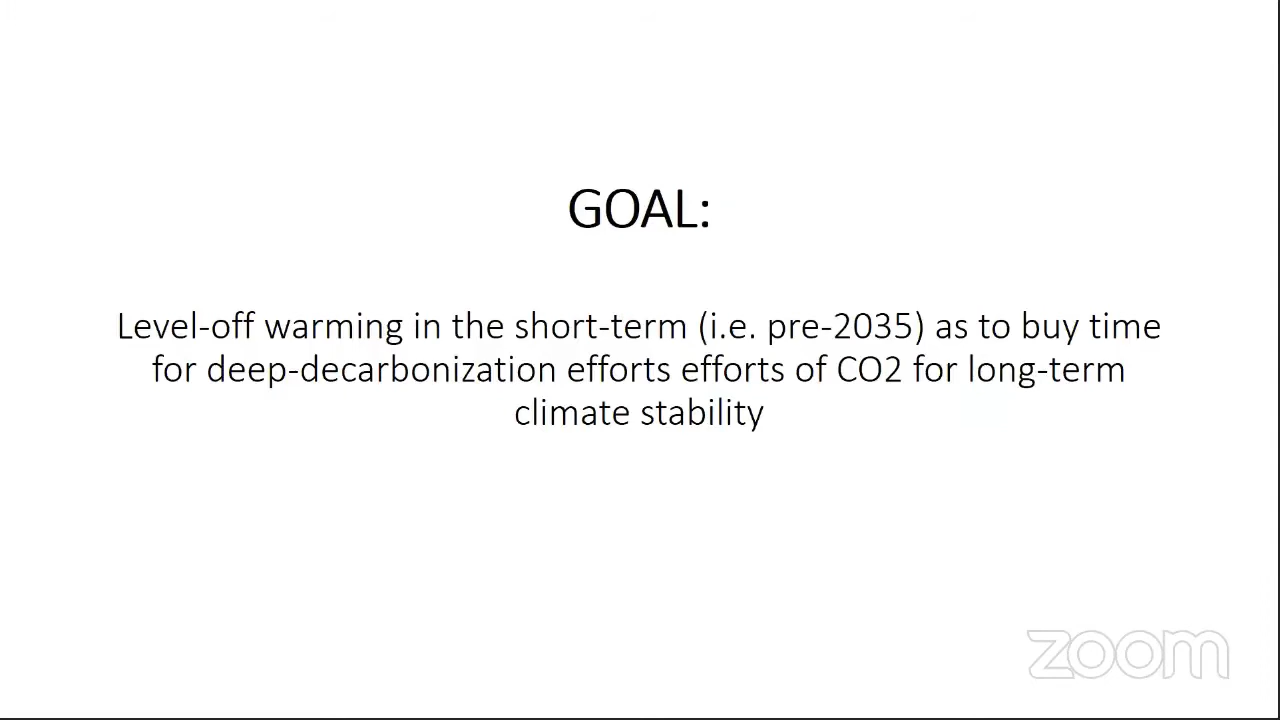 GOAL:
Level-off warming in the short-term (i.e. pre-2035) as to buy time
for deep-decarbonization efforts efforts of CO2 for long-term
climate stability
zoom